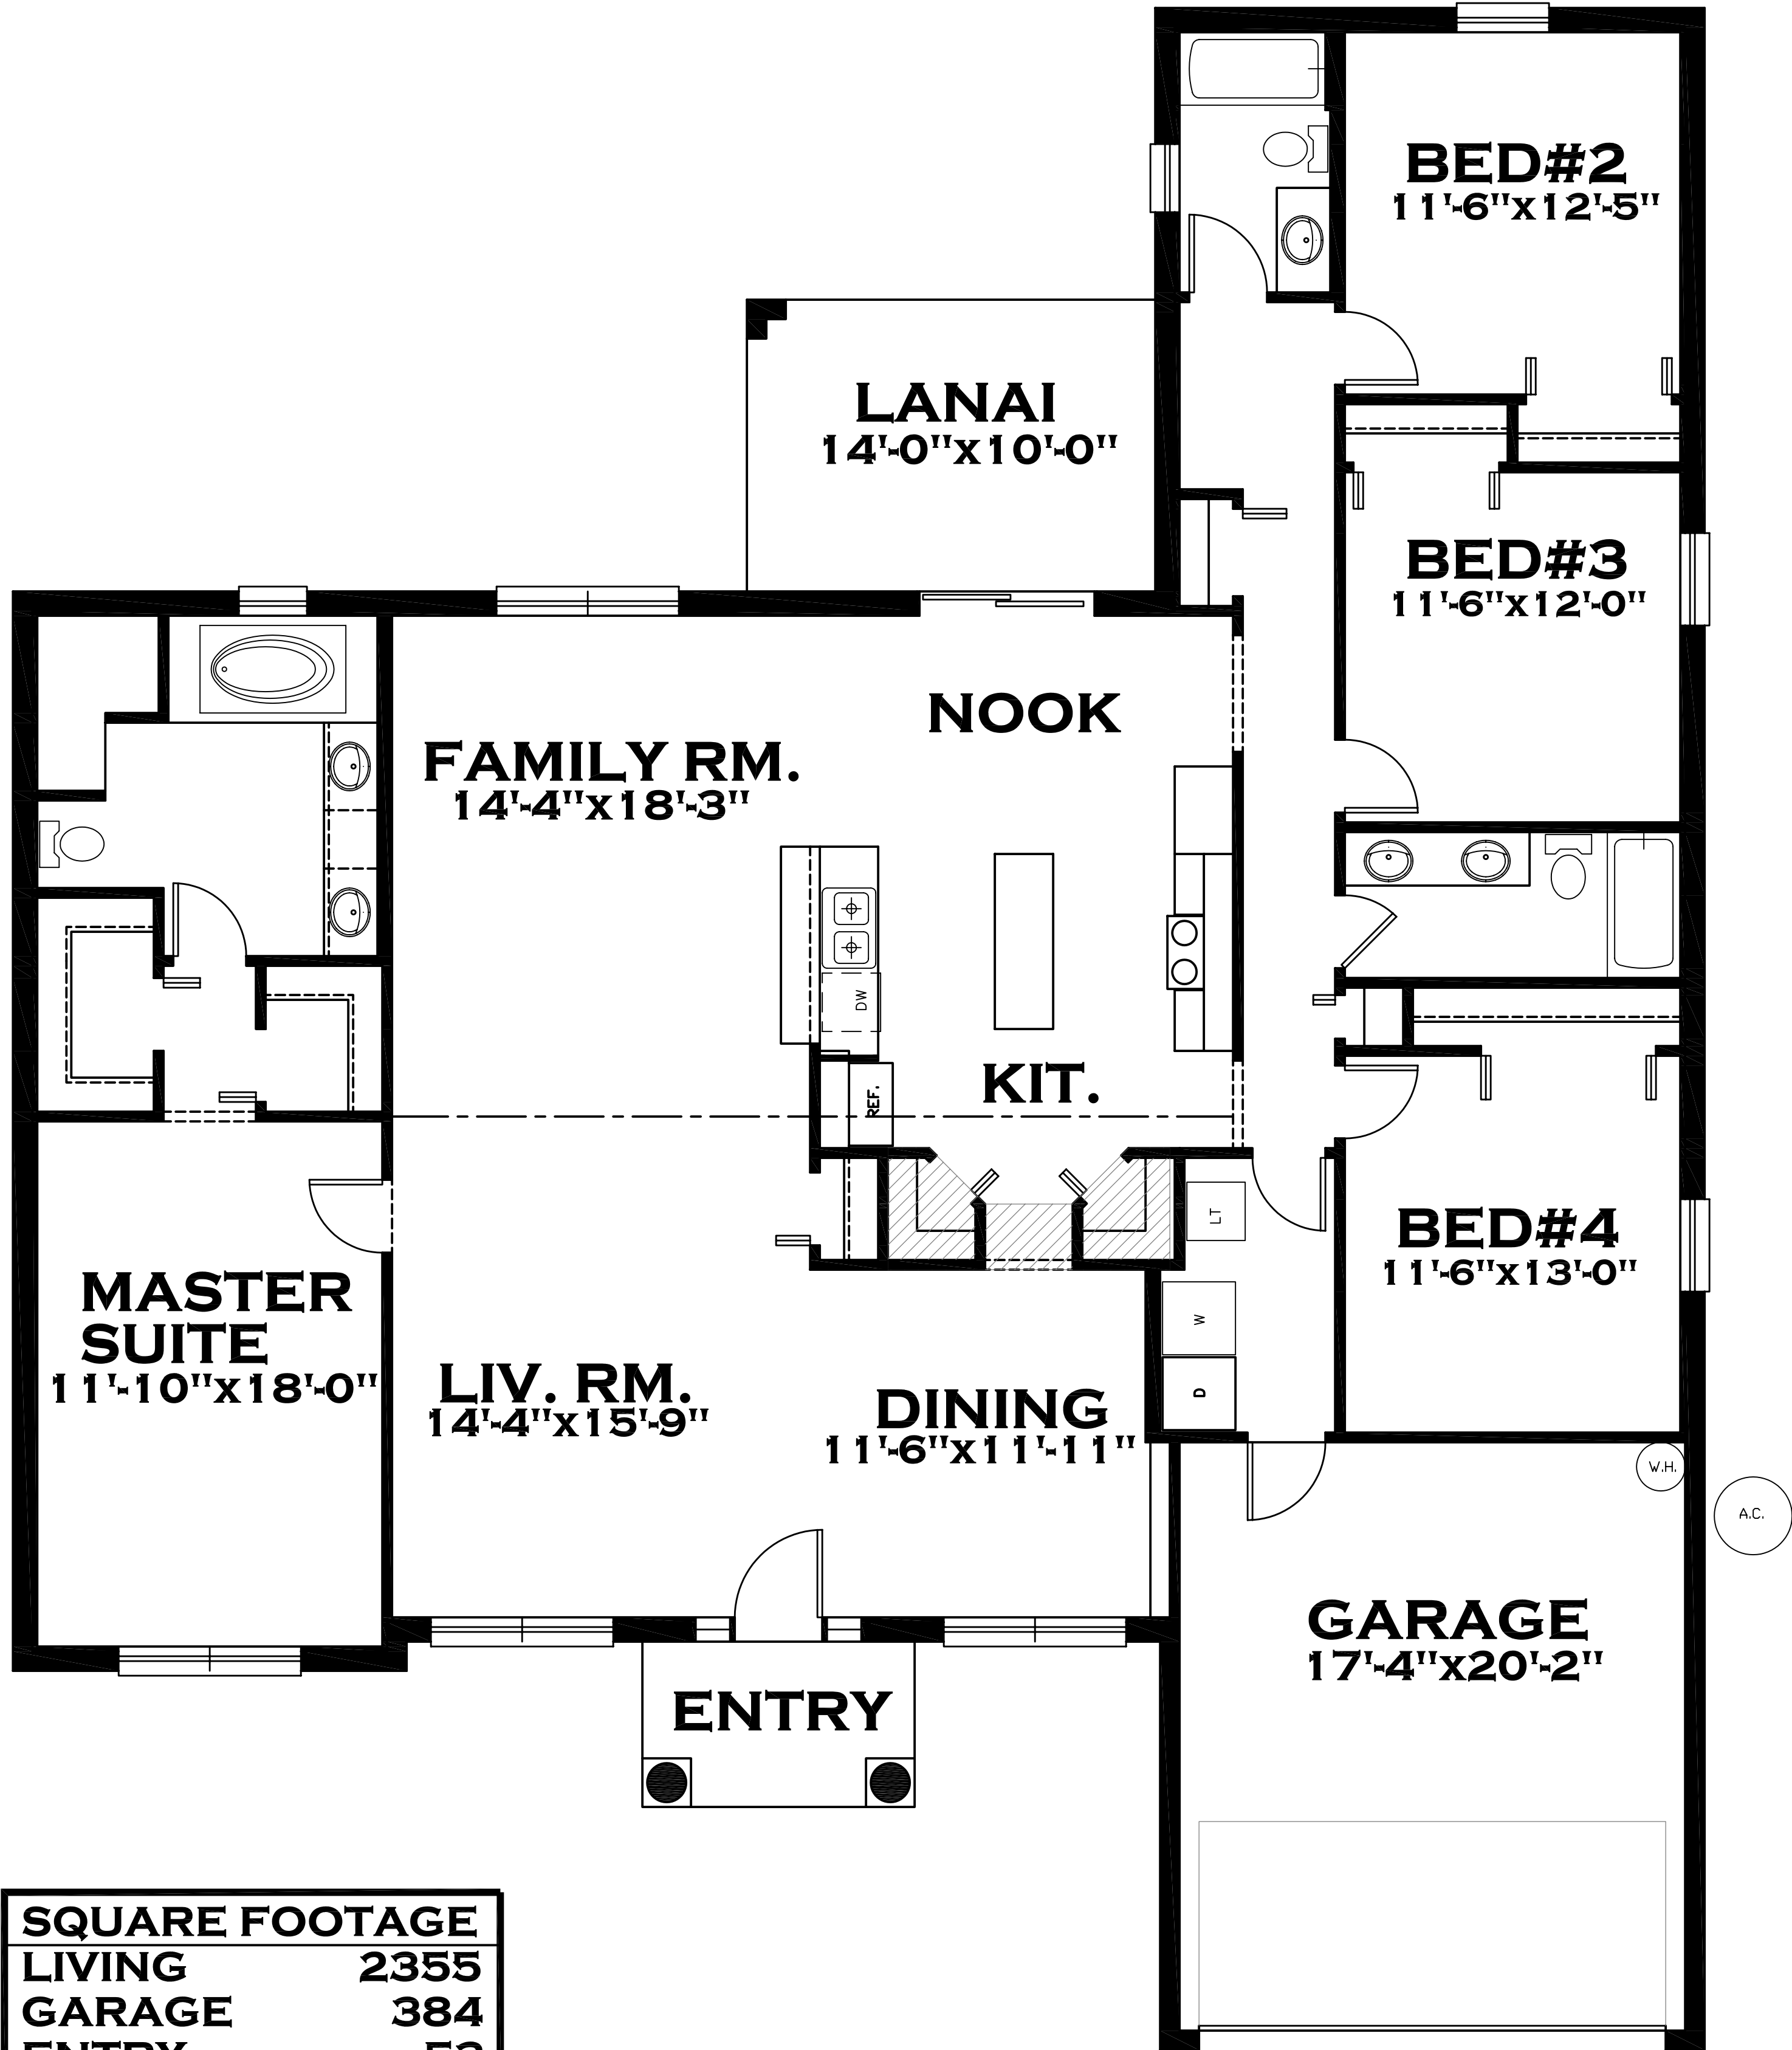 BED#2
11'-6"x12'-5"
LANAI
14'-0"x10'-0"
BED#3
11'-6"x12'-0"
NOOK
FAMILY RM.
14'-4"x18'-3"
DW
KIT.
REF.
LT
BED#4
11'-6"x13'-0"
MASTER
SUITE
11'-10"x18'-0"
W
D
LIV. RM.
14'-4"x15'-9"
DINING
11'-6"x11'-11"
W.H.
A.C.
GARAGE
17'-4"x20'-2"
ENTRY
SQUARE FOOTAGE
LIVING 2355
GARAGE 384
ENTRY